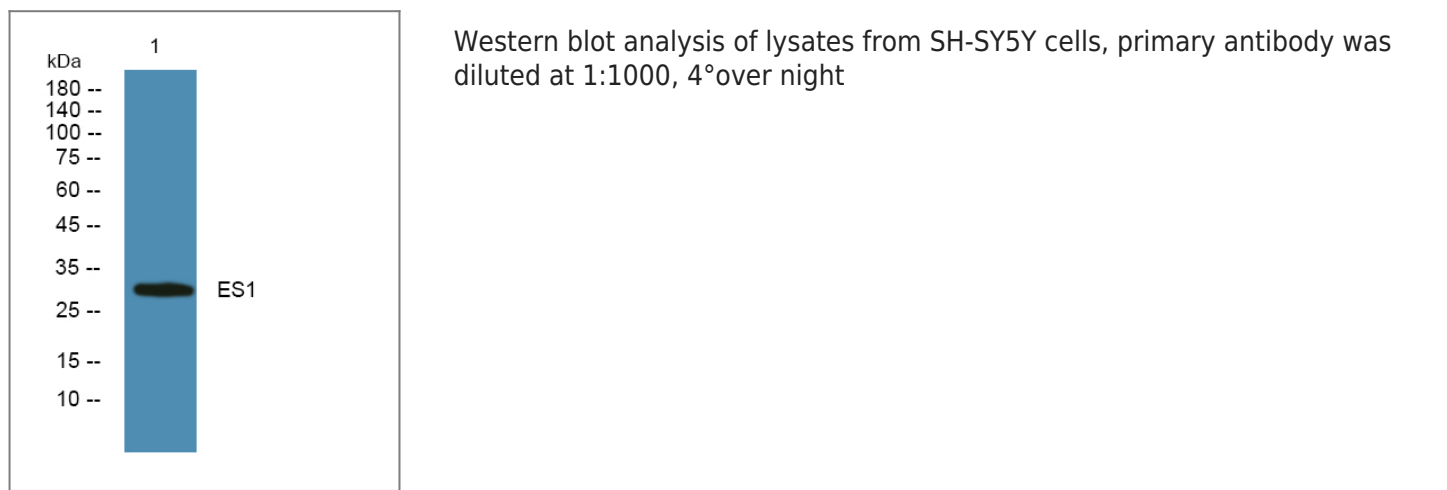 1
kDa
180 --
140 --
100 --
75 --
60 --
45 --
35 --
ES1
25 --
15 --
10 --
Western blot analysis of lysates from SH-SY5Y cells, primary antibody was
diluted at 1:1000, 4°over night